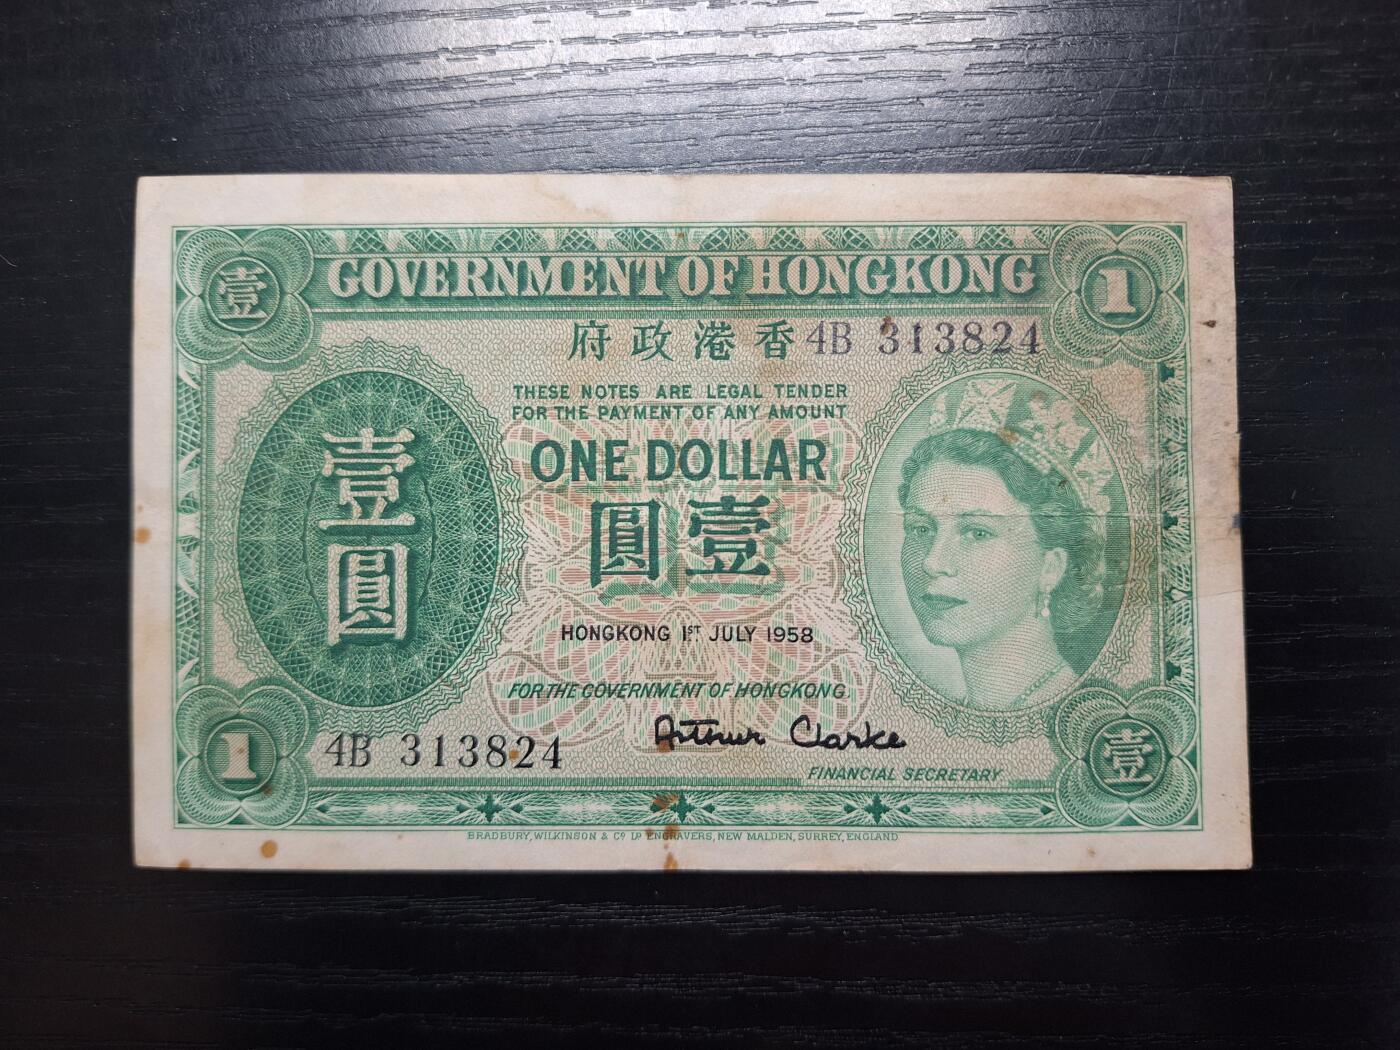 壹
GOVERNMENT OF HONGKONG
1
府政港香
4B 313824
THESE NOTES ARE LEGAL TENDER
FOR THE PAYMENT OF ANY AMOUNT
ONE DOLLAR
圓壹
壹圓
HONGKONG 1ST JULY 1958
FOR THE GOVERNMENT OF HONGKONG.
Arthur Clarke
FINANCIAL SECRETARY
4B 313824
1
壹
BRADBURY, WILKINSON & Co. Ld. ENGRAVERS, NEW MALDEN, SURREY, ENGLAND